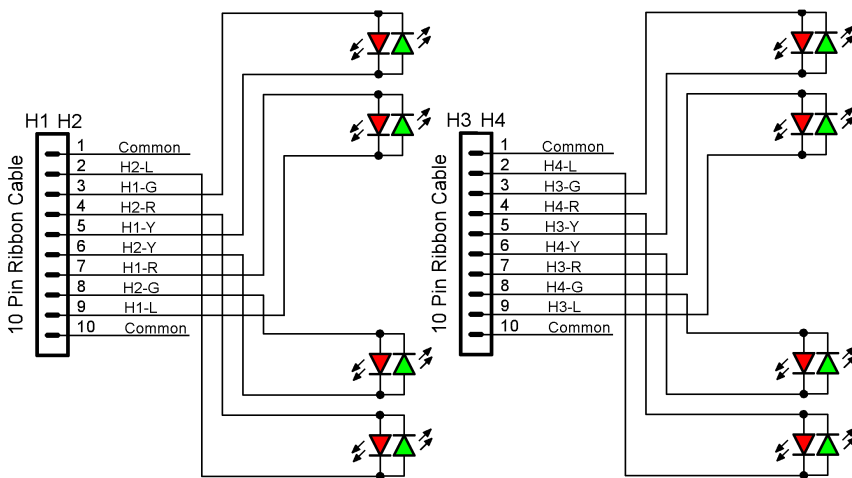 H1 H2
10 Pin Ribbon Cable
1 Common
2 H2-L
3 H1-G
4 H2-R
5 H1-Y
6 H2-Y
7 H1-R
8 H2-G
9 H1-L
10 Common
H3 H4
10 Pin Ribbon Cable
1 Common
2 H4-L
3 H3-G
4 H4-R
5 H3-Y
6 H4-Y
7 H3-R
8 H4-G
9 H3-L
10 Common